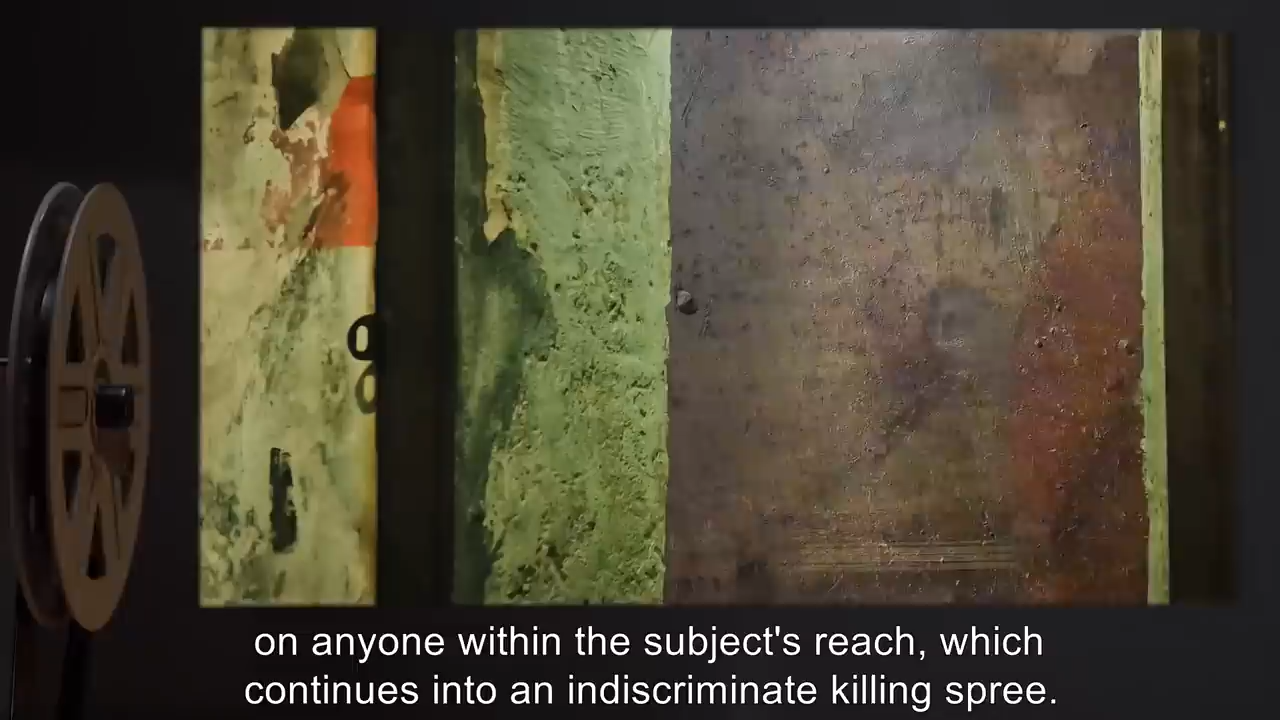 on anyone within the subject's reach, which
continues into an indiscriminate killing spree.